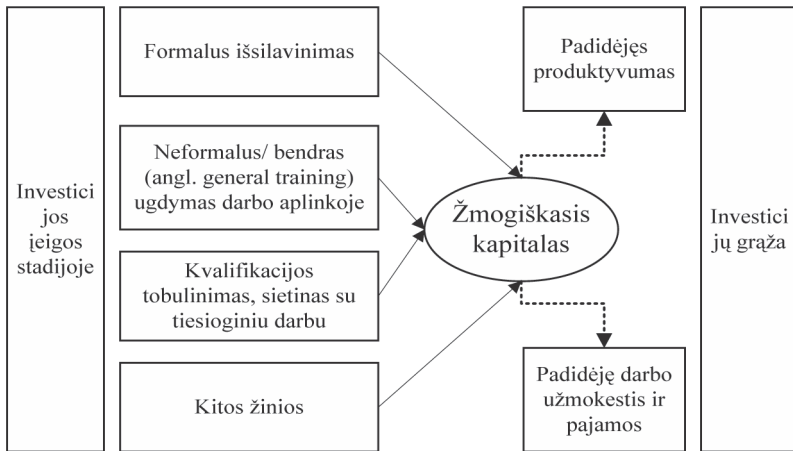 Investici
jos
įeigos
stadijoje
Formalus išsilavinimas
Neformalus/ bendras
(angl. general training)
ugdymas darbo aplinkoje
Kvalifikacijos
tobulinimas, sietinas su
tiesioginiu darbu
Kitos žinios
Žmogiškasis
kapitalas
Padidėjęs
produktyvumas
Padidėję darbo
užmokestis ir
pajamos
Investici
jų grąža